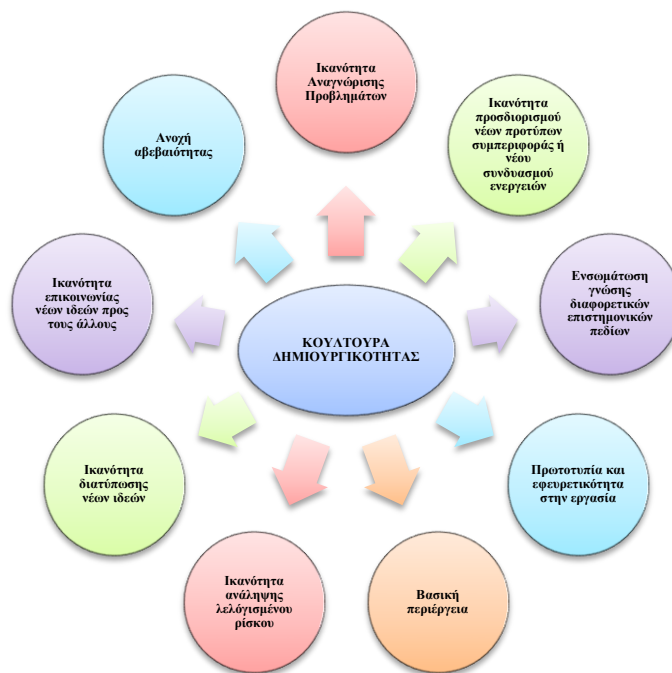 Ικανότητα
Αναγνώρισης
Προβλημάτων
Ικανότητα
προσδιορισμού
νέων προτύπων
συμπεριφοράς ή
νέου
συνδυασμού
ενεργειών
Ενσωμάτωση
γνώσης
διαφορετικών
επιστημονικών
πεδίων
Πρωτοτυπία και
εφευρετικότητα
στην εργασία
Βασική
περιέργεια
Ικανότητα
ανάληψης
λελόγισμένου
ρίσκου
Ικανότητα
διατύπωσης
νέων ιδεών
Ικανότητα
επικοινωνίας
νέων ιδεών προς
τους άλλους
Ανοχή
αβεβαιότητας
ΚΟΥΛΤΟΥΡΑ
ΔΗΜΙΟΥΡΓΙΚΟΤΗΤΑΣ